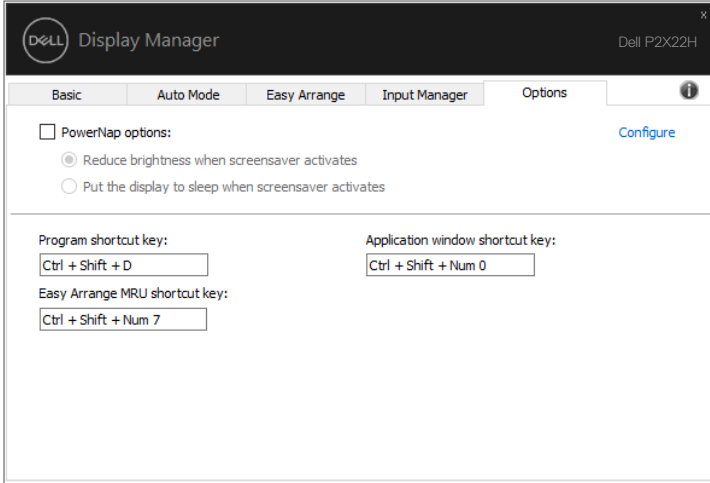 x
DELL Display Manager
Dell P2X22H
Basic Auto Mode Easy Arrange Input Manager Options i
PowerNap options: Configure
Reduce brightness when screensaver activates
Put the display to sleep when screensaver activates
Program shortcut key: Application window shortcut key:
Ctrl + Shift + D Ctrl + Shift + Num 0
Easy Arrange MRU shortcut key:
Ctrl + Shift + Num 7